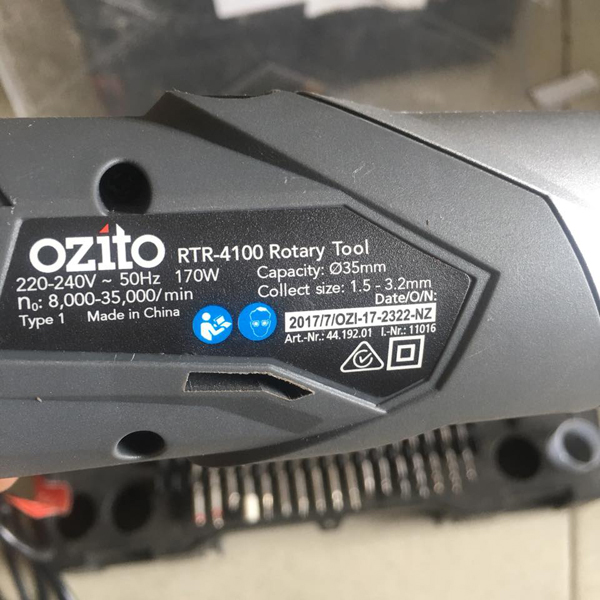 ozito RTR-4100 Rotary Tool
220-240V ~ 50Hz 170W Capacity: Ø35mm
n₀: 8,000-35,000/min Collect size: 1.5 - 3.2mm
Type 1 Made in China Date/O/N:
2017/7/OZI-17-2322-NZ
Art.-Nr.: 44.192.01 I.-Nr.: 11016